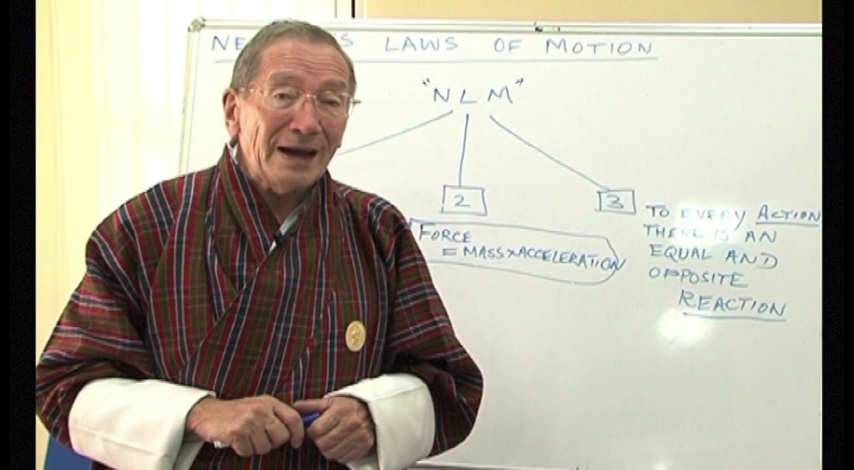 LAWS OF MOTION
"NLM"
2
FORCE
= MASS × ACCELERATION
3
TO EVERY ACTION
THERE IS AN
EQUAL AND
OPPOSITE
REACTION